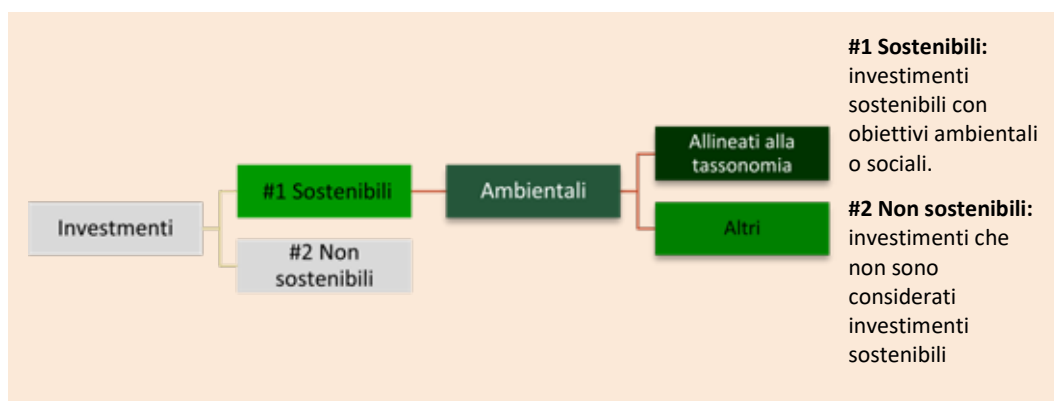 Investmenti
#1 Sostenibili
#2 Non
sostenibili
Ambientali
Allineati alla
tassonomia
Altri
#1 Sostenibili:
investimenti
sostenibili con
obiettivi ambientali
o sociali.
#2 Non sostenibili:
investimenti che
non sono
considerati
investimenti
sostenibili